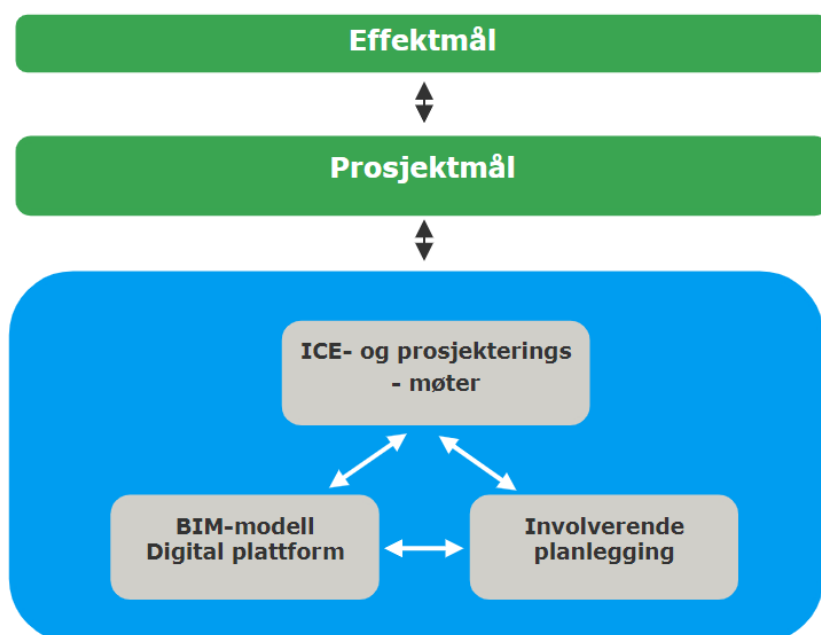 Effektmål
Prosjektmål
ICE- og prosjekterings
- møter
BIM-modell
Digital plattform
Involverende
planlegging